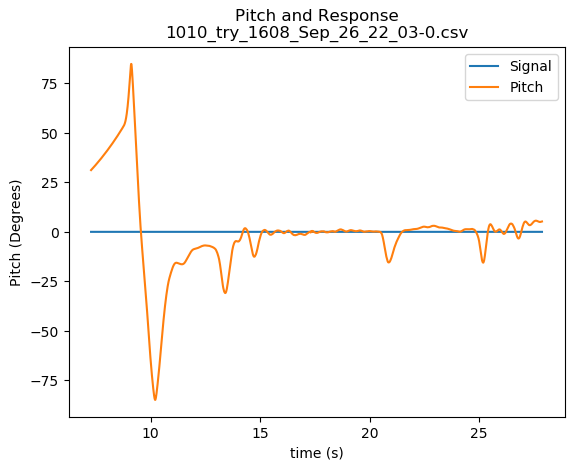 Pitch and Response
1010_try_1608_Sep_26_22_03-0.csv
Signal
Pitch
Pitch (Degrees)
75
50
25
0
−25
−50
−75
10
15
20
25
time (s)